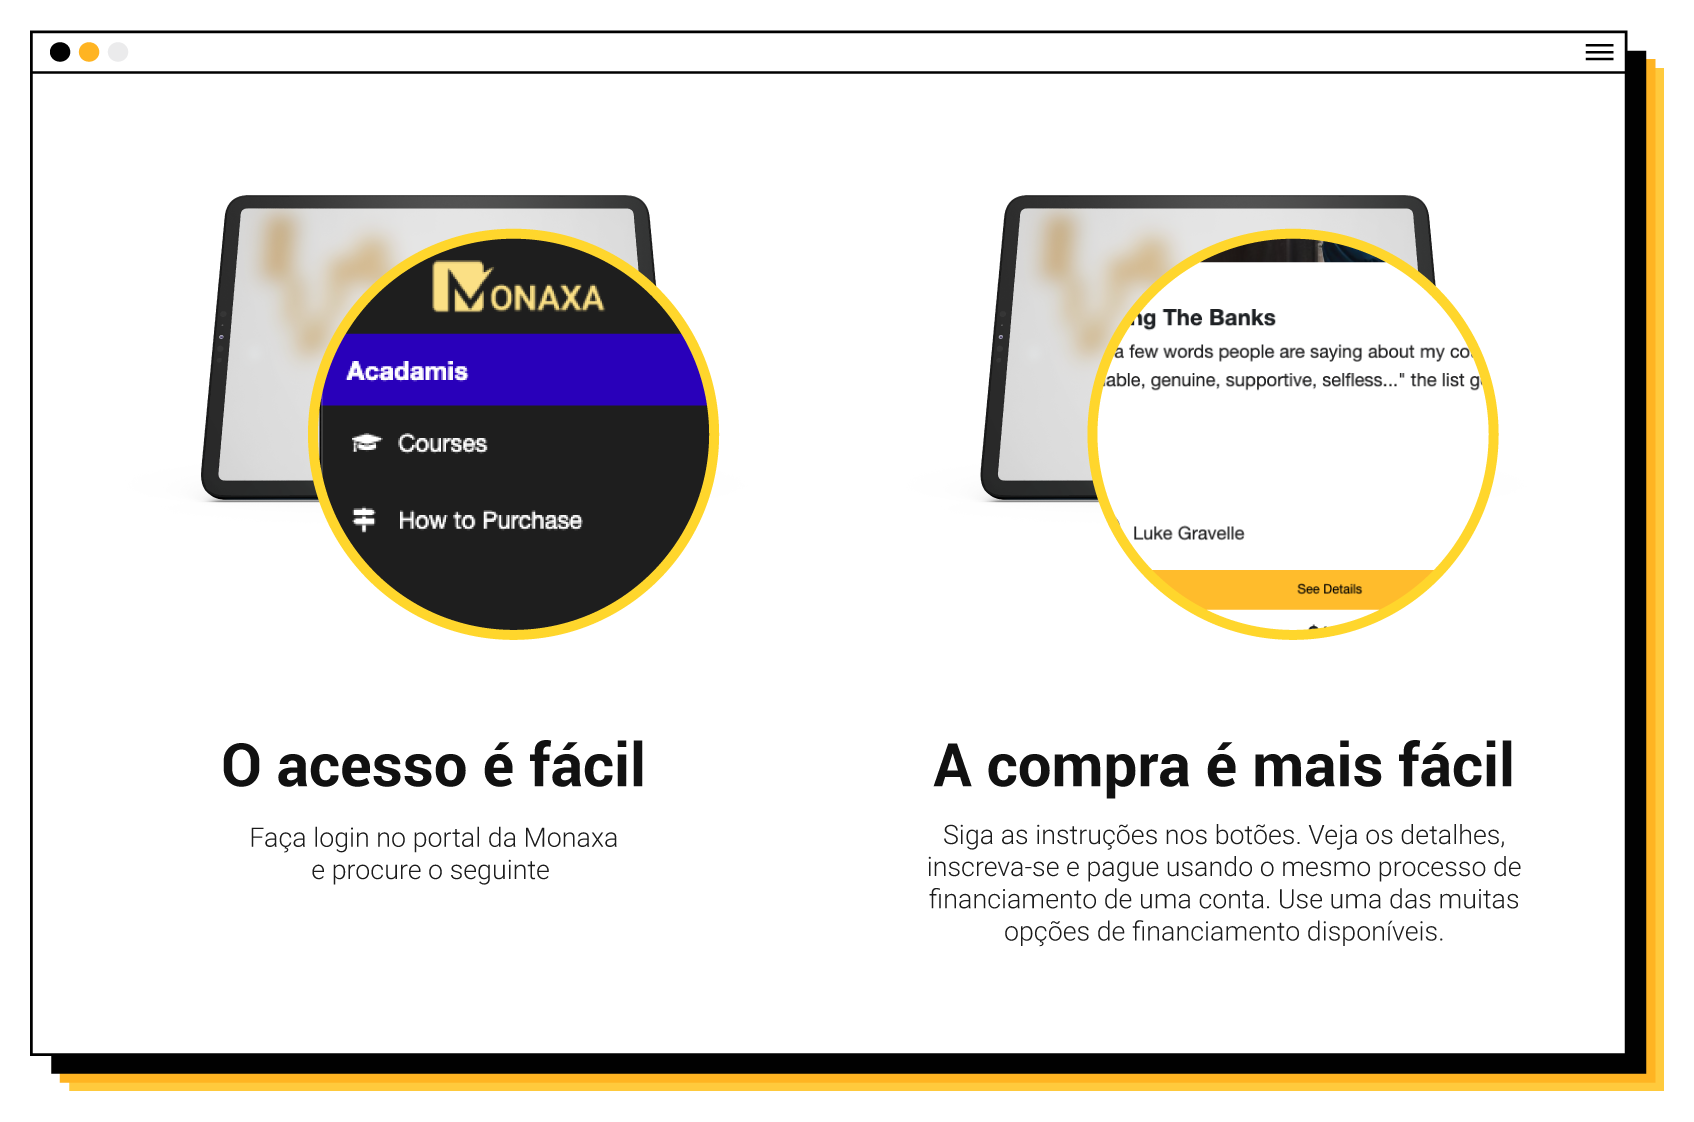 MONAXA
Acadamis
Courses
How to Purchase
The Banks
a few words people are saying about my
genuine, supportive, selfless..." the list
Luke Gravelle
See Details
O acesso é fácil
Faça login no portal da Monaxa
e procure o seguinte
A compra é mais fácil
Siga as instruções nos botões. Veja os detalhes,
inscreva-se e pague usando o mesmo processo de
financiamento de uma conta. Use uma das muitas
opções de financiamento disponíveis.